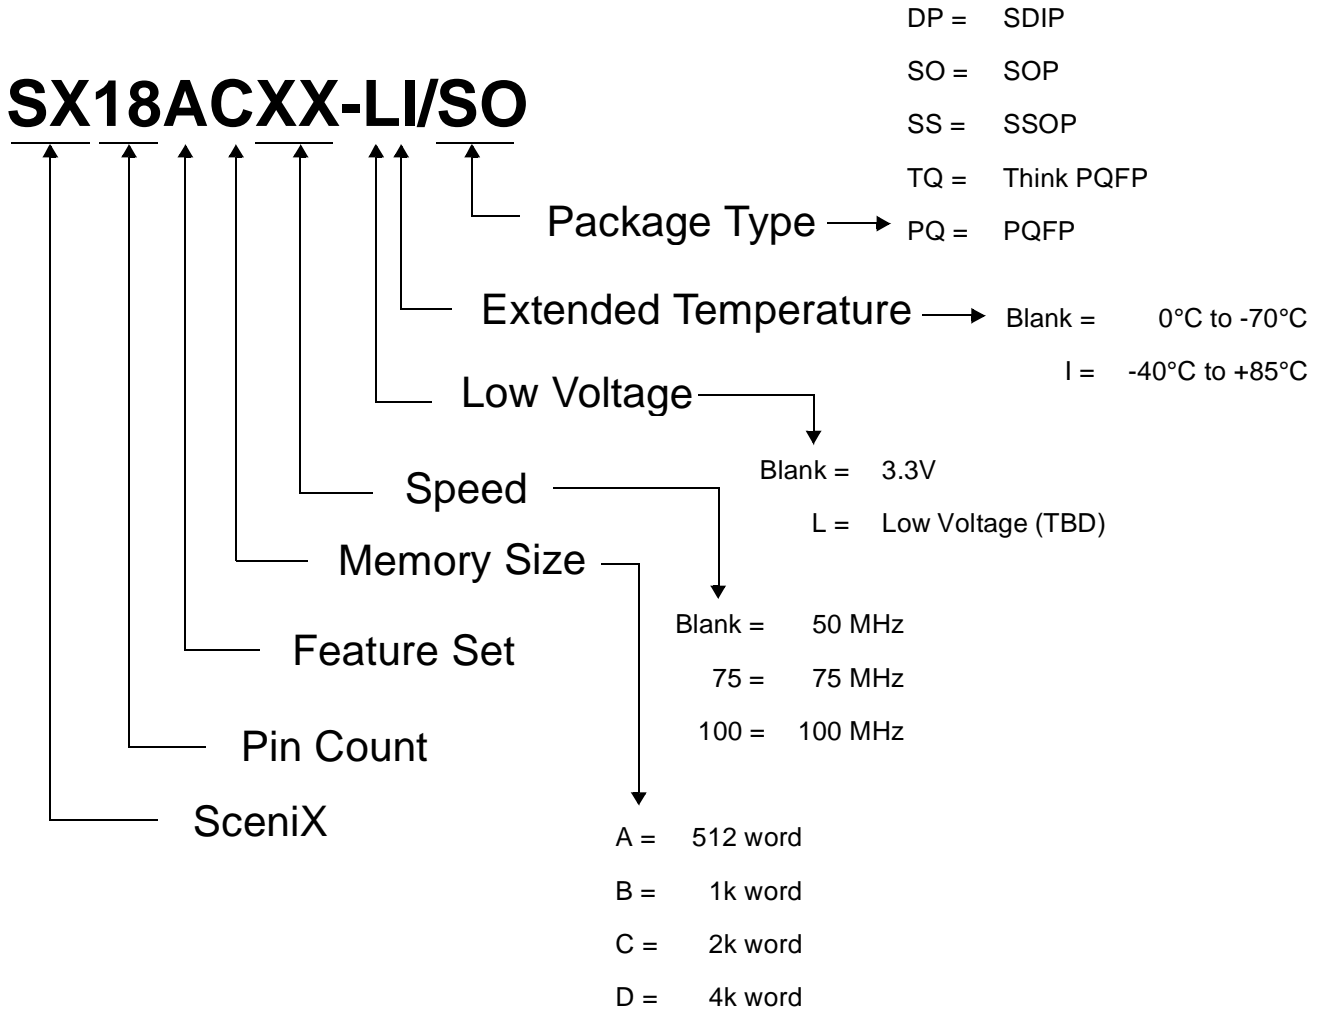 DP = SDIP
SO = SOP
SX18ACXX-LI/SO
SS = SSOP
TQ = Think PQFP
Package Type
PQ = PQFP
Extended Temperature
Blank = 0°C to -70°C
I = -40°C to +85°C
Low Voltage
Blank = 3.3V
Speed
L = Low Voltage (TBD)
Memory Size
Blank = 50 MHz
Feature Set
75 = 75 MHz
100 = 100 MHz
Pin Count
SceniX
A = 512 word
B = 1k word
C = 2k word
D = 4k word